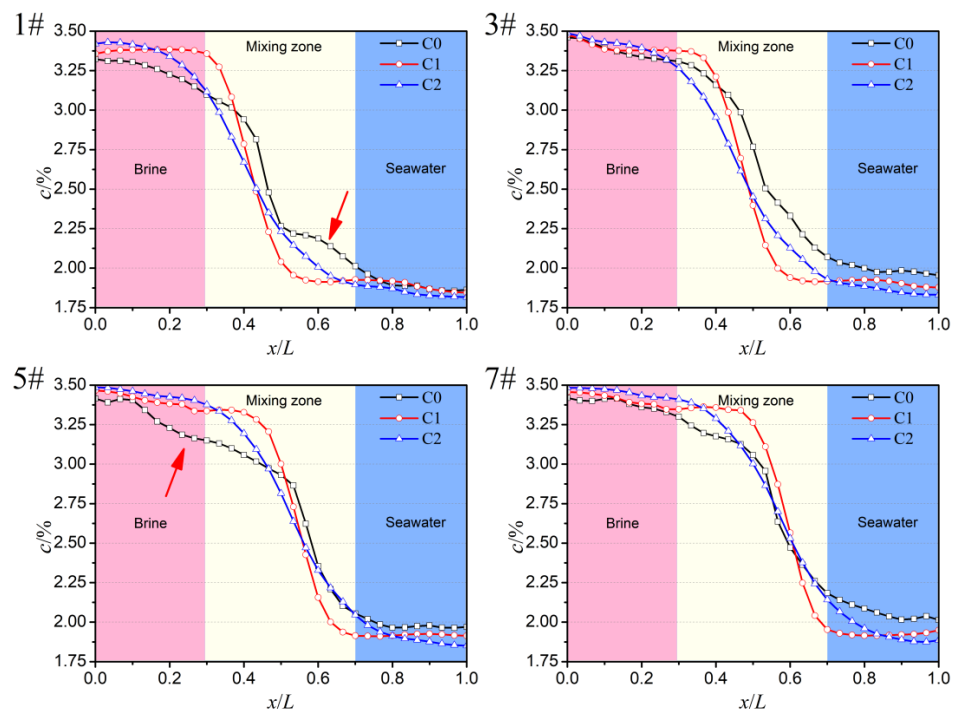 1#
3.50
3.25
3.00
2.75
2.50
2.25
2.00
1.75
c/%
Brine
Mixing zone
Seawater
C0
C1
C2
0.0 0.2 0.4 0.6 0.8 1.0
x/L
3#
3.50
3.25
3.00
2.75
2.50
2.25
2.00
1.75
c/%
Brine
Mixing zone
Seawater
C0
C1
C2
0.0 0.2 0.4 0.6 0.8 1.0
x/L
5#
3.50
3.25
3.00
2.75
2.50
2.25
2.00
1.75
c/%
Brine
Mixing zone
Seawater
C0
C1
C2
0.0 0.2 0.4 0.6 0.8 1.0
x/L
7#
3.50
3.25
3.00
2.75
2.50
2.25
2.00
1.75
c/%
Brine
Mixing zone
Seawater
C0
C1
C2
0.0 0.2 0.4 0.6 0.8 1.0
x/L